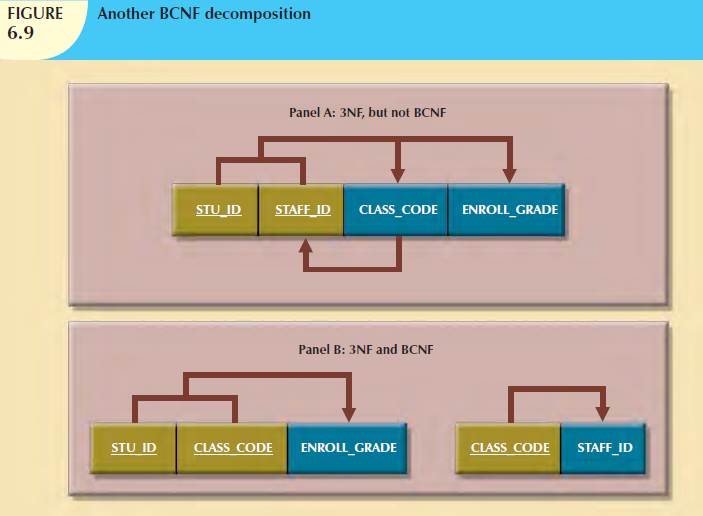 FIGURE
6.9
Another BCNF decomposition
Panel A: 3NF, but not BCNF
STU_ID STAFF_ID CLASS_CODE ENROLL_GRADE
Panel B: 3NF and BCNF
STU_ID CLASS_CODE ENROLL_GRADE CLASS_CODE STAFF_ID